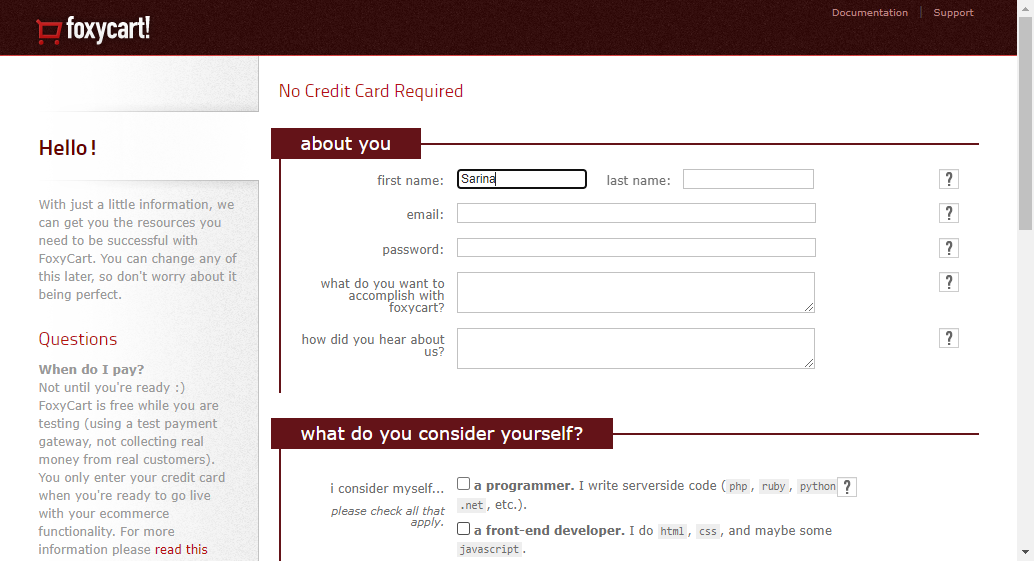 foxycart!
Documentation
Support
No Credit Card Required
Hello!
about you
first name:
Sarina
last name:
?
email:
?
password:
?
what do you want to
accomplish with
foxycart?
?
how did you hear about
us?
?
With just a little information, we
can get you the resources you
need to be successful with
FoxyCart. You can change any of
this later, so don't worry about it
being perfect.
Questions
When do I pay?
Not until you're ready :)
FoxyCart is free while you are
testing (using a test payment
gateway, not collecting real
money from real customers).
You only enter your credit card
when you're ready to go live
with your ecommerce
functionality. For more
information please read this
what do you consider yourself?
i consider myself...
please check all that
apply.
a programmer. I write serverside code (php, ruby, python
?
.net, etc.).
a front-end developer. I do html, css, and maybe some
javascript.